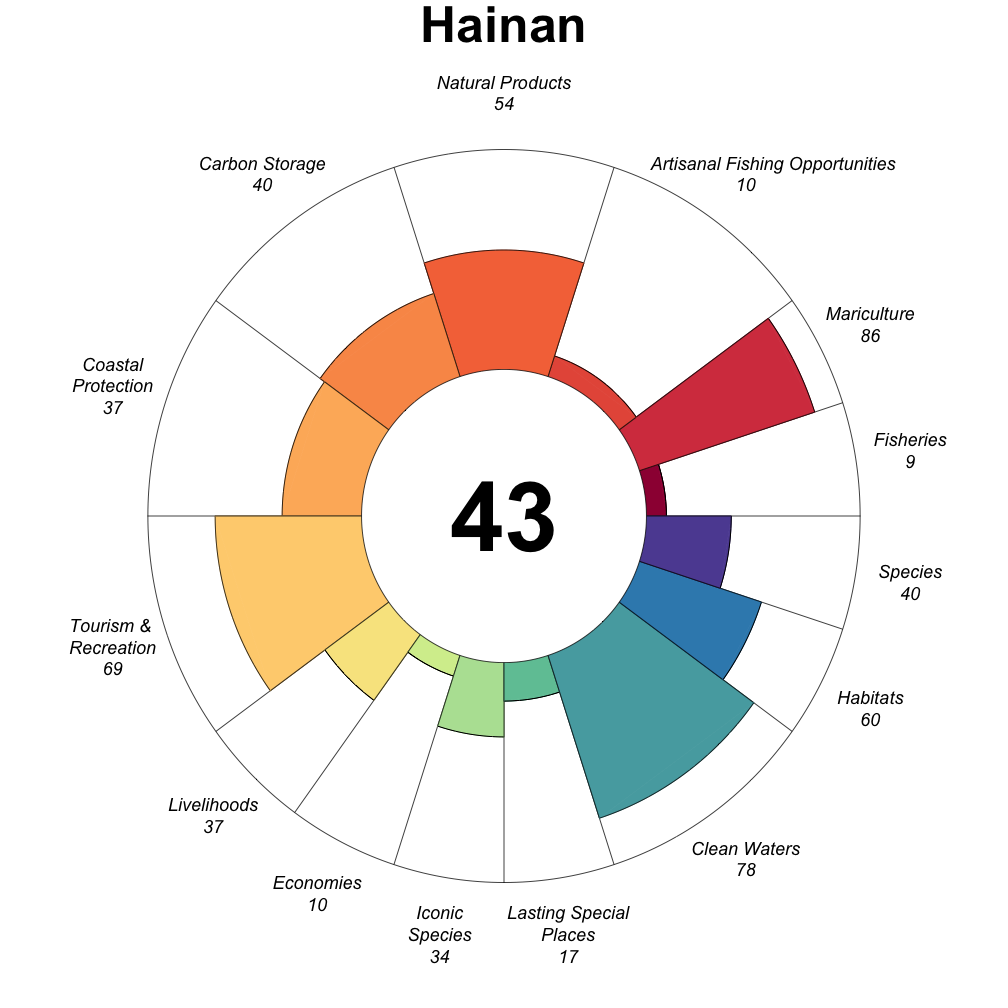 Hainan
Natural Products
54
Carbon Storage
40
Artisanal Fishing Opportunities
10
Mariculture
86
Coastal
Protection
37
Fisheries
9
43
Species
40
Tourism &
Recreation
69
Habitats
60
Livelihoods
37
Clean Waters
78
Economies
10
Iconic
Species
34
Lasting Special
Places
17